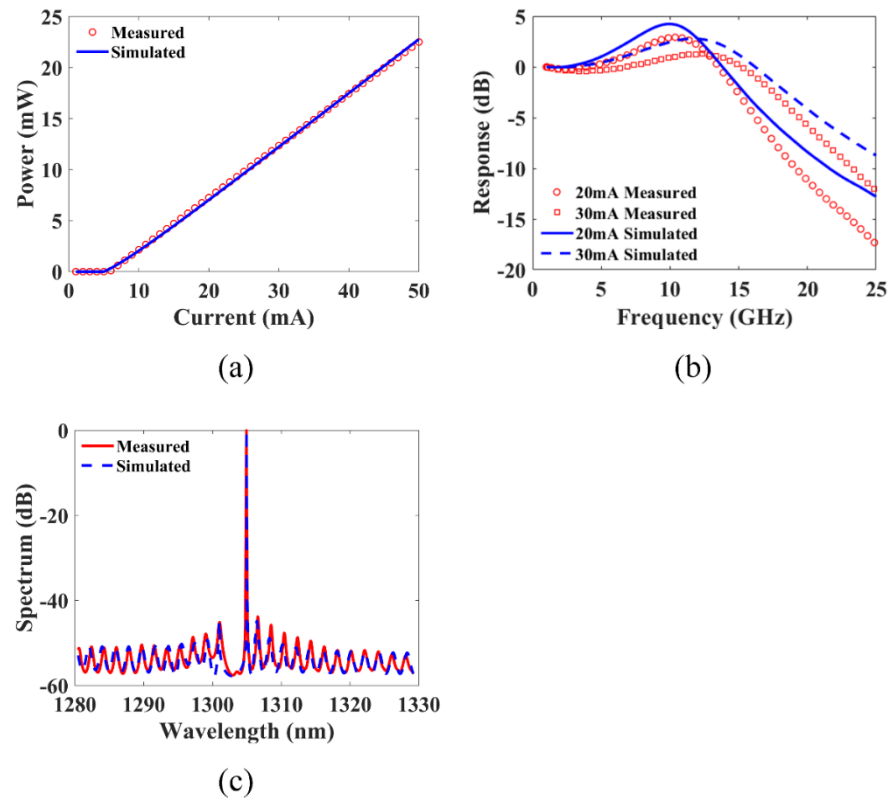 25
20
15
10
5
0
0
10
20
30
40
50
Power (mW)
Current (mA)
Measured
Simulated
(a)
5
0
-5
-10
-15
-20
0
5
10
15
20
25
Response (dB)
Frequency (GHz)
20mA Measured
30mA Measured
20mA Simulated
30mA Simulated
(b)
0
-20
-40
-60
1280
1290
1300
1310
1320
1330
Spectrum (dB)
Wavelength (nm)
Measured
Simulated
(c)